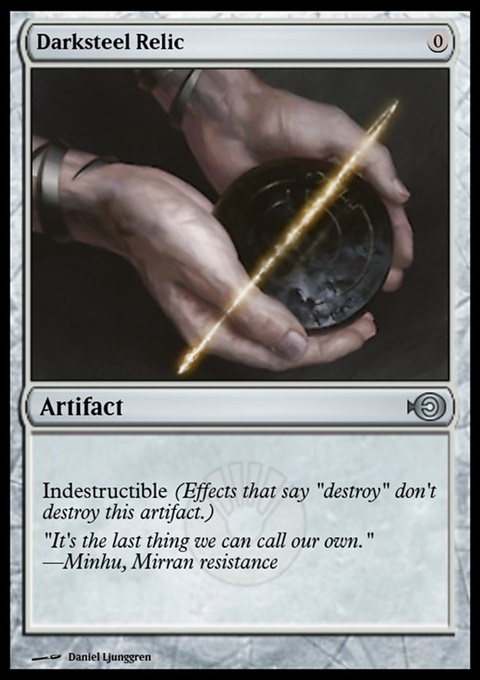 Darksteel Relic 0
Artifact
Indestructible (Effects that say "destroy" don't
destroy this artifact.)
"It's the last thing we can call our own."
—Minhu, Mirran resistance
Daniel Ljunggren